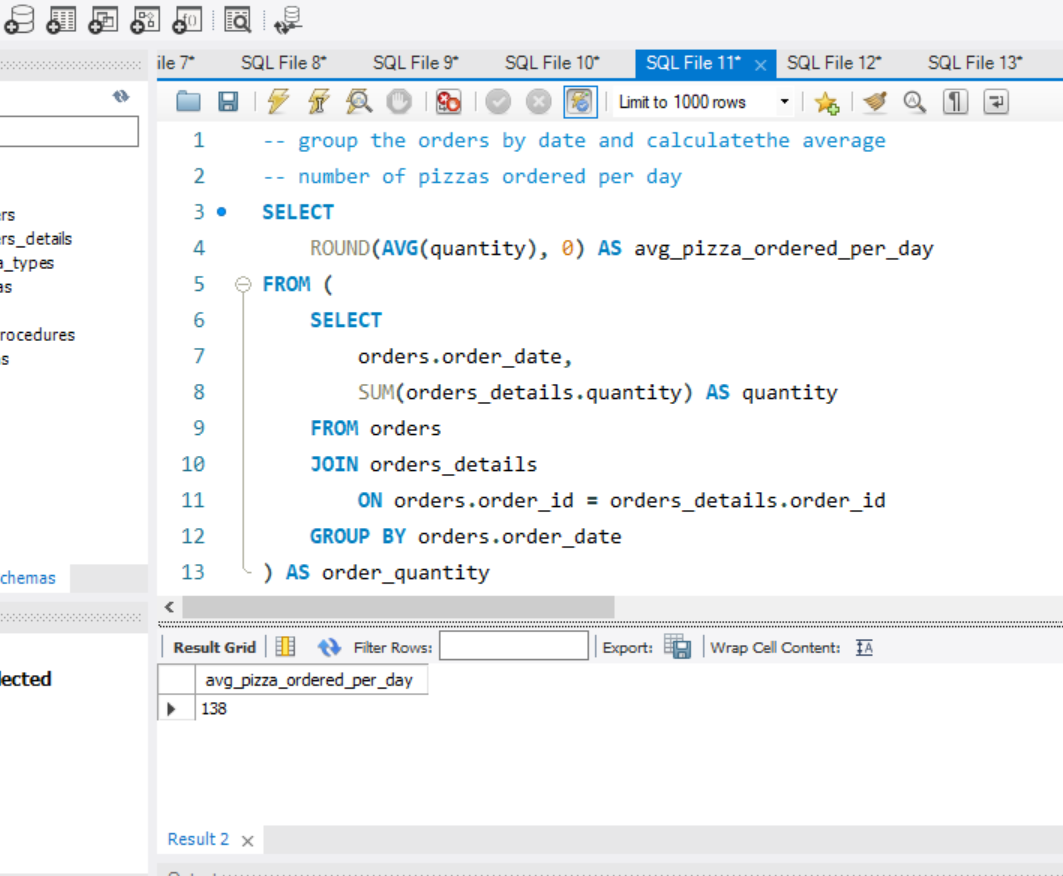 ile 7*
SQL File 8*
SQL File 9*
SQL File 10*
SQL File 11*
SQL File 12*
SQL File 13*
Limit to 1000 rows
rs
rs_details
a_types
as
rocedures
s
chemas
lected
1 -- group the orders by date and calculatethe average
2 -- number of pizzas ordered per day
3 SELECT
4 ROUND(AVG(quantity), 0) AS avg_pizza_ordered_per_day
5 FROM (
6 SELECT
7 orders.order_date,
8 SUM(orders_details.quantity) AS quantity
9 FROM orders
10 JOIN orders_details
11 ON orders.order_id = orders_details.order_id
12 GROUP BY orders.order_date
13 ) AS order_quantity
Result Grid Filter Rows: Export: Wrap Cell Content:
avg_pizza_ordered_per_day
138
Result 2